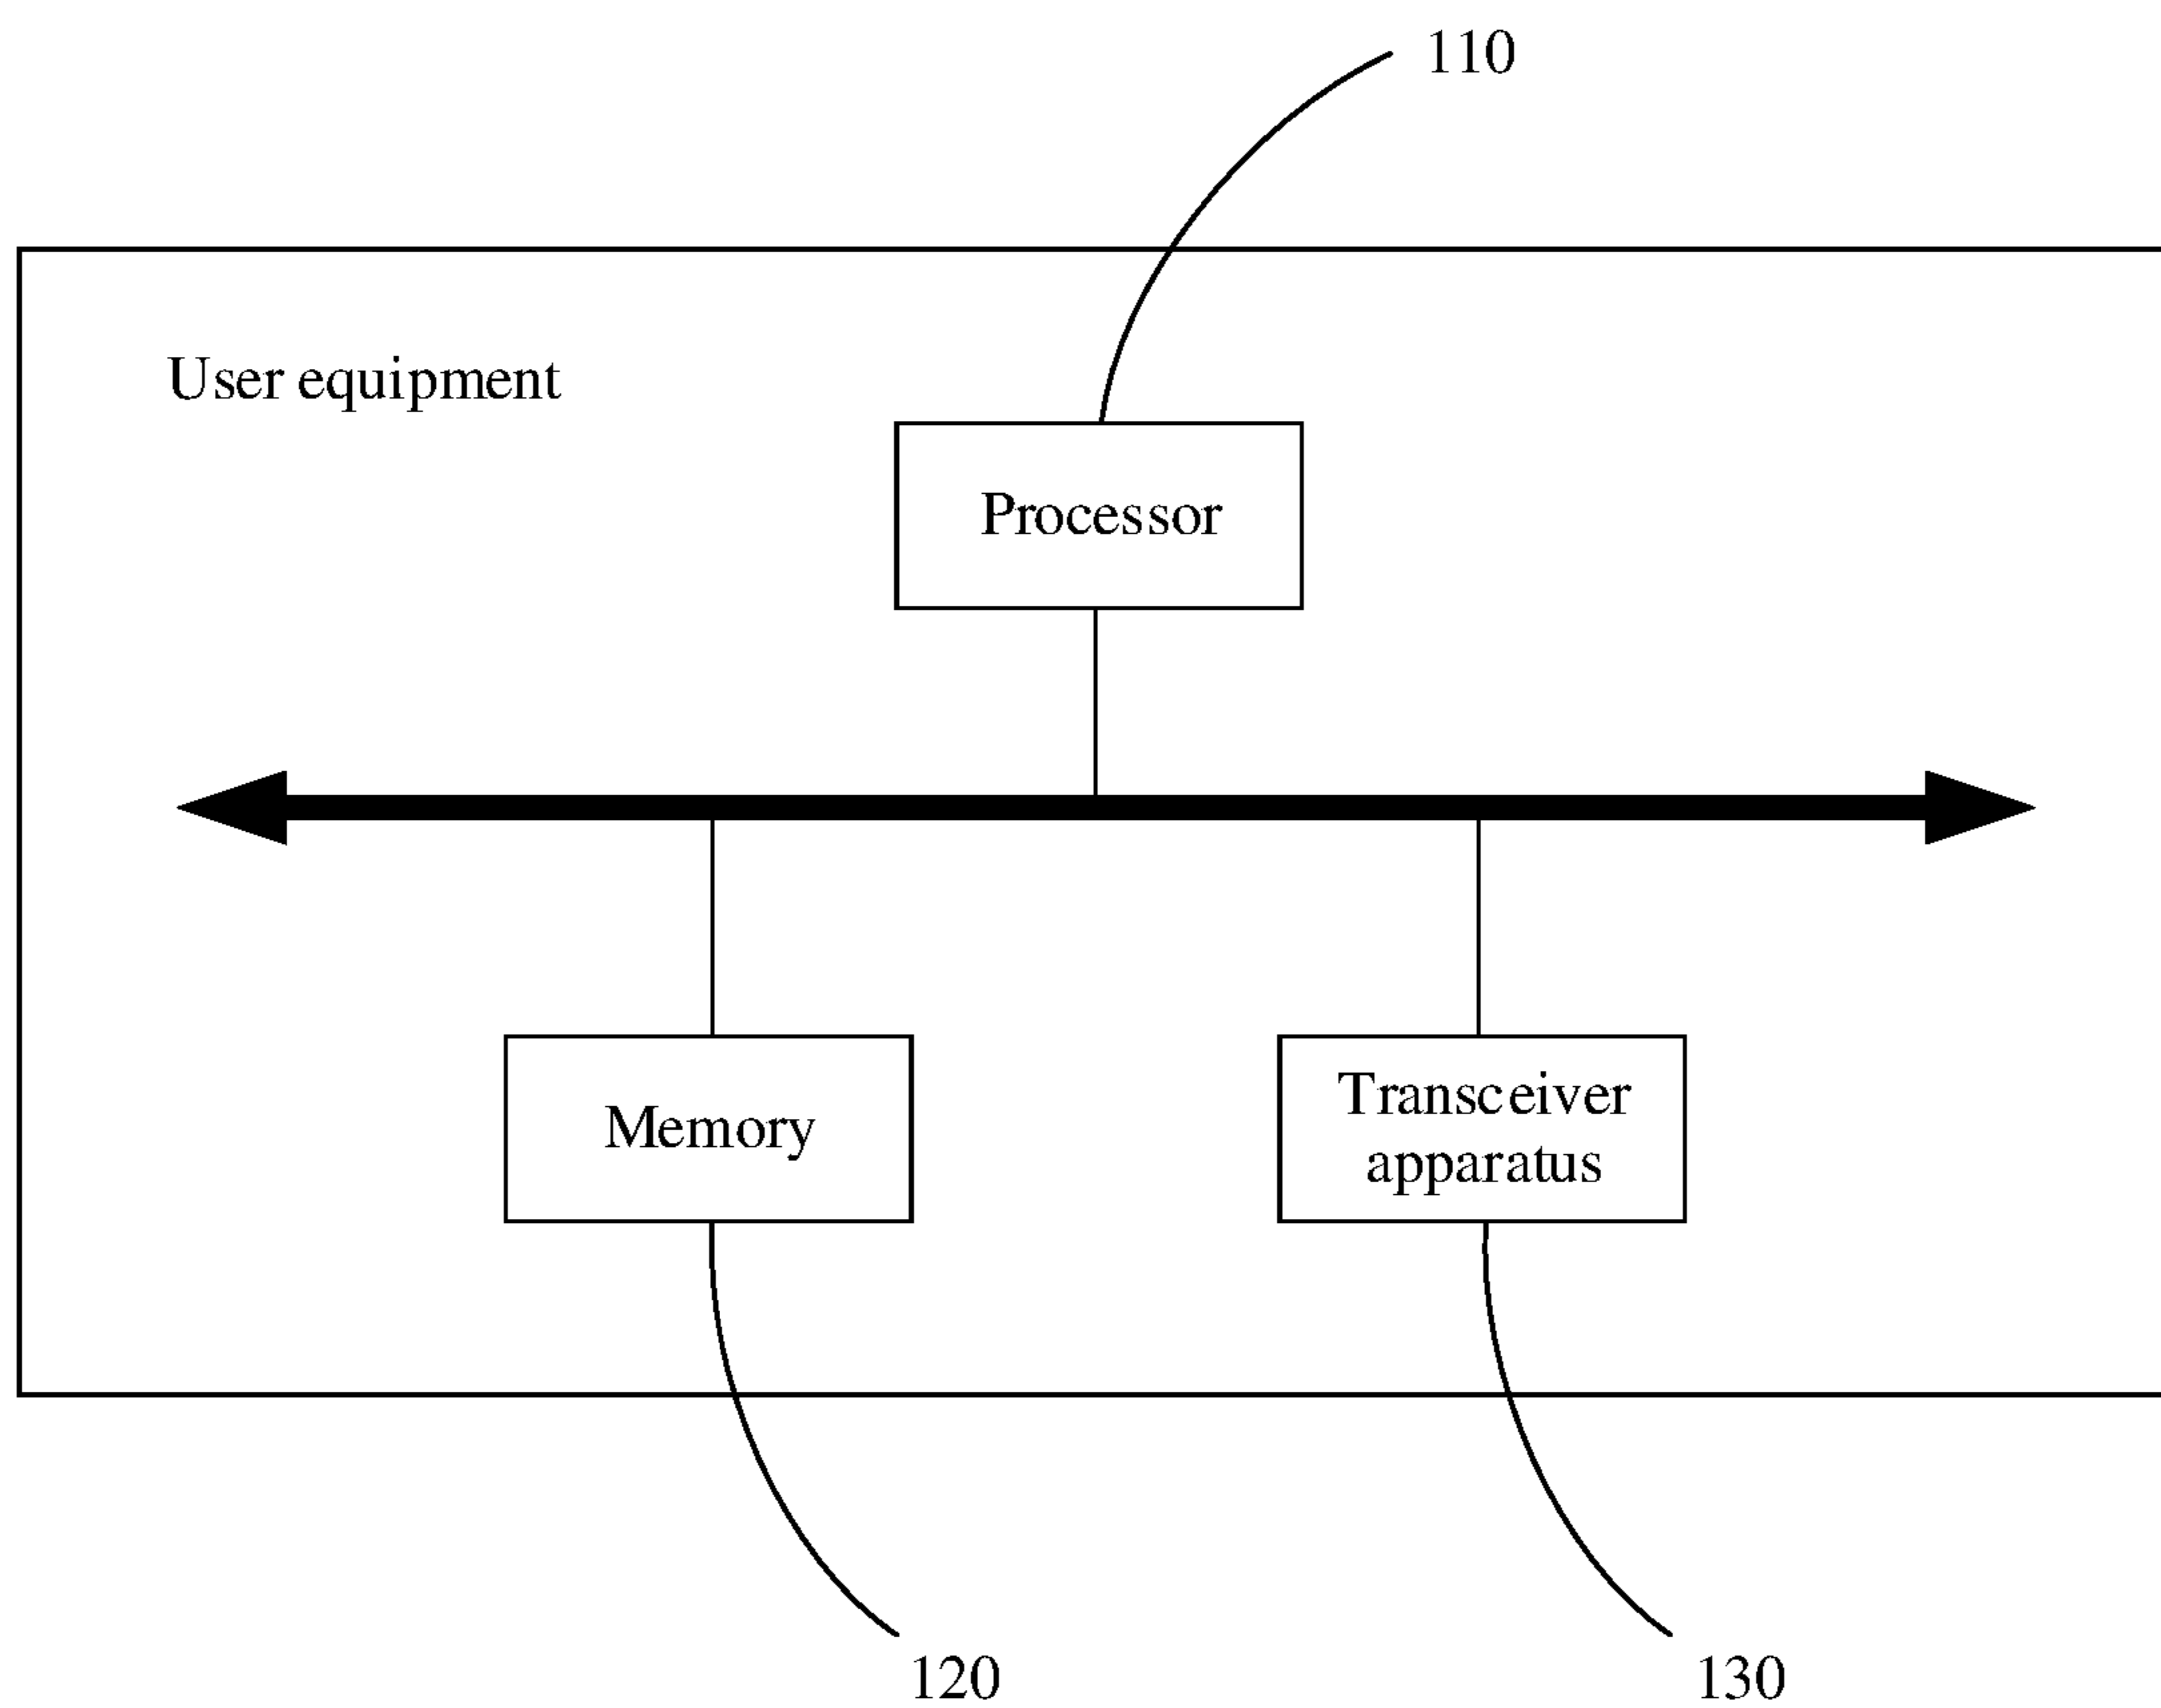 110
User equipment
Processor
Memory
Transceiver
apparatus
120
130